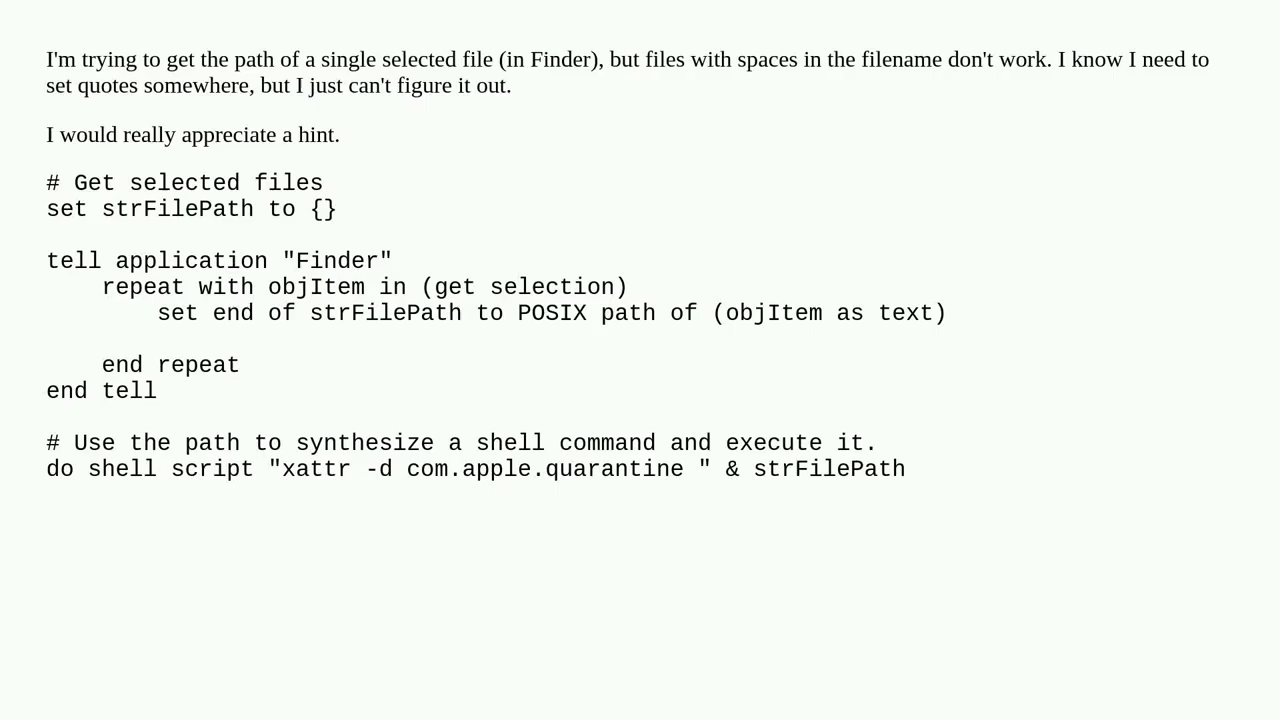 I'm trying to get the path of a single selected file (in Finder), but files with spaces in the filename don't work. I know I need to
set quotes somewhere, but I just can't figure it out.
I would really appreciate a hint.
# Get selected files
set strFilePath to {}
tell application "Finder"
    repeat with objItem in (get selection)
        set end of strFilePath to POSIX path of (objItem as text)
    end repeat
end tell
# Use the path to synthesize a shell command and execute it.
do shell script "xattr -d com.apple.quarantine " & strFilePath